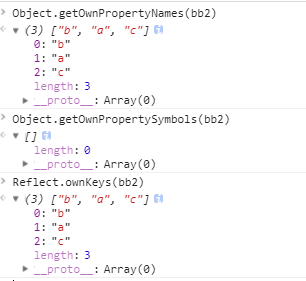 Object.getOwnPropertyNames(bb2)
(3) ["b", "a", "c"]
0: "b"
1: "a"
2: "c"
length: 3
__proto__: Array(0)
Object.getOwnPropertySymbols(bb2)
[]
length: 0
__proto__: Array(0)
Reflect.ownKeys(bb2)
(3) ["b", "a", "c"]
0: "b"
1: "a"
2: "c"
length: 3
__proto__: Array(0)